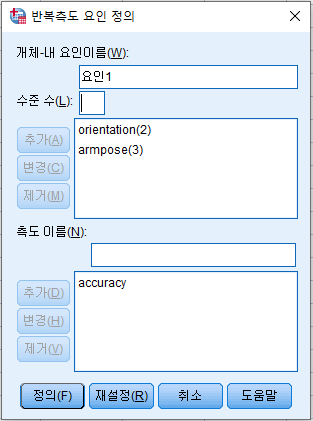 반복측도 요인 정의
개체-내 요인이름(W):
요인1
수준 수(L):
추가(A)
변경(C)
제거(M)
orientation(2)
armpose(3)
측도 이름(N):
추가(D)
변경(H)
제거(V)
accuracy
정의(F) 재설정(R) 취소 도움말